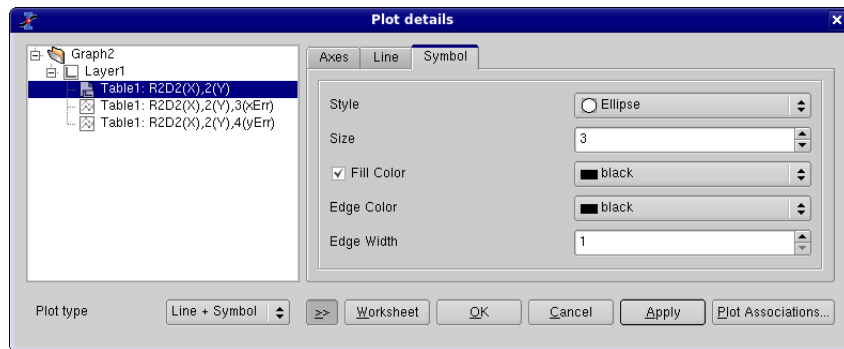 Plot details
Graph2
Layer1
Table1: R2D2(X),2(Y)
Table1: R2D2(X),2(Y),3(xErr)
Table1: R2D2(X),2(Y),4(yErr)
Axes Line Symbol
Style Ellipse
Size 3
Fill Color black
Edge Color black
Edge Width 1
Plot type Line + Symbol >> Worksheet OK Cancel Apply Plot Associations...